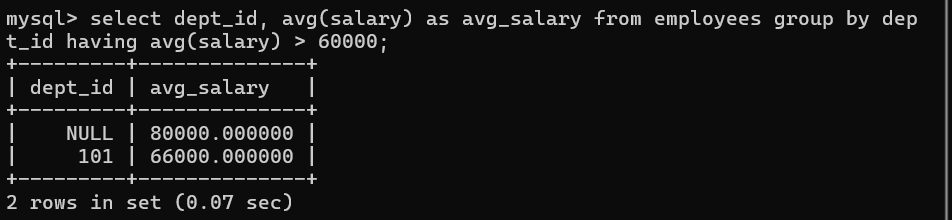 mysql> select dept_id, avg(salary) as avg_salary from employees group by dep
t_id having avg(salary) > 60000;
+---------+--------------+
| dept_id | avg_salary   |
+---------+--------------+
|    NULL | 80000.000000 |
|     101 | 66000.000000 |
+---------+--------------+
2 rows in set (0.07 sec)